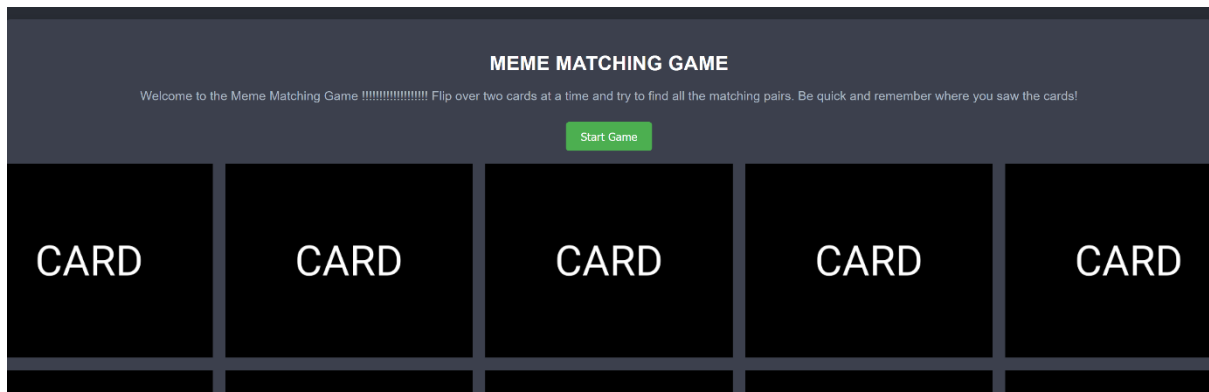 MEME MATCHING GAME
Welcome to the Meme Matching Game !!!!!!!!!!!!!!!!!!! Flip over two cards at a time and try to find all the matching pairs. Be quick and remember where you saw the cards!
Start Game
CARD CARD CARD CARD CARD